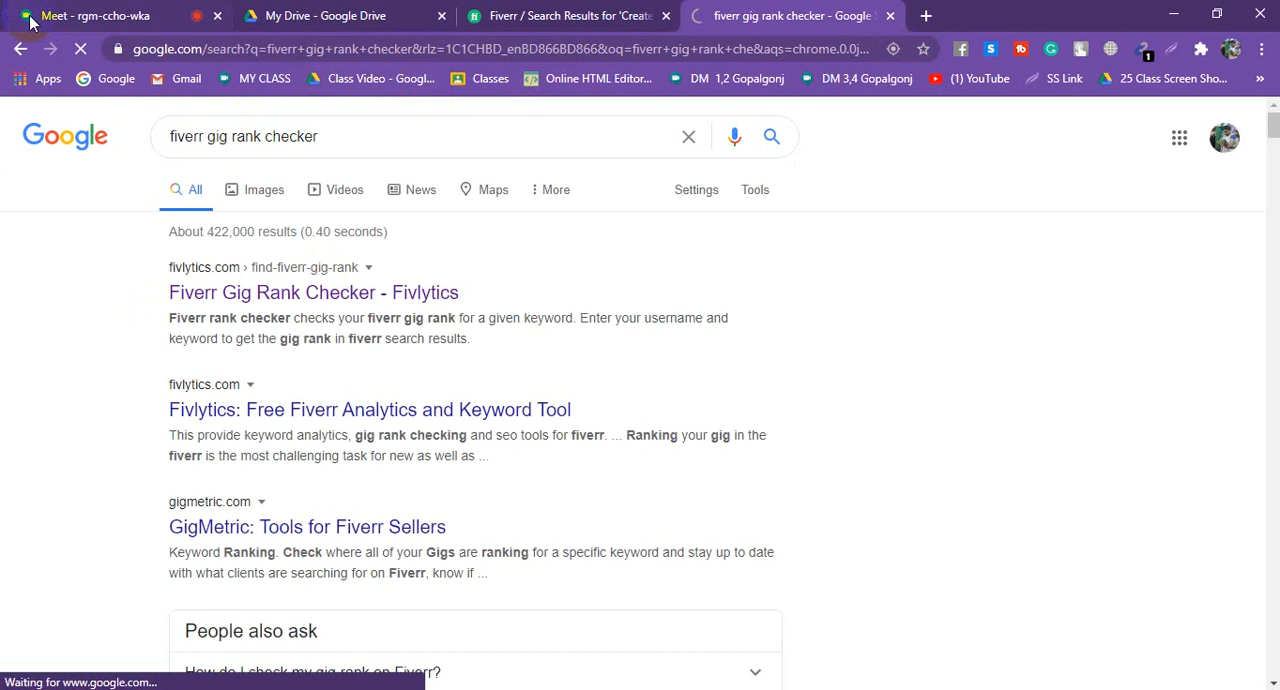 Meet - rgm-ccho-wka
My Drive - Google Drive
Fiverr / Search Results for 'Create
fiverr gig rank checker - Google S
google.com/search?q=fiverr+gig+rank+checker&rlz=1C1CHBD_enBD866BD866&oq=fiverr+gig+rank+che&aqs=chrome.0.0j...
Apps
Google
Gmail
MY CLASS
Class Video - Googl...
Classes
Online HTML Editor...
DM 1,2 Gopalgonj
DM 3,4 Gopalgonj
(1) YouTube
SS Link
25 Class Screen Sho...
Google
fiverr gig rank checker
All
Images
Videos
News
Maps
More
Settings
Tools
About 422,000 results (0.40 seconds)
fivlytics.com › find-fiverr-gig-rank
Fiverr Gig Rank Checker - Fivlytics
Fiverr rank checker checks your fiverr gig rank for a given keyword. Enter your username and
keyword to get the gig rank in fiverr search results.
fivlytics.com
Fivlytics: Free Fiverr Analytics and Keyword Tool
This provide keyword analytics, gig rank checking and seo tools for fiverr. ... Ranking your gig in the
fiverr is the most challenging task for new as well as ...
gigmetric.com
GigMetric: Tools for Fiverr Sellers
Keyword Ranking. Check where all of your Gigs are ranking for a specific keyword and stay up to date
with what clients are searching for on Fiverr, know if ...
People also ask
How do I check my gig rank on Fiverr?
Waiting for www.google.com...